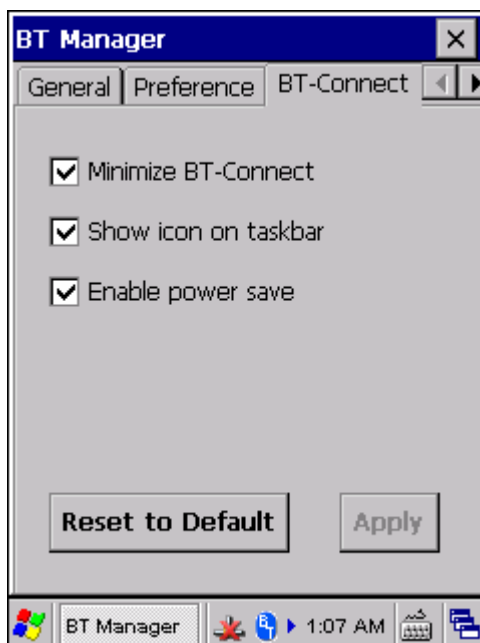 BT Manager
General Preference BT-Connect
Minimize BT-Connect
Show icon on taskbar
Enable power save
Reset to Default Apply
BT Manager 1:07 AM